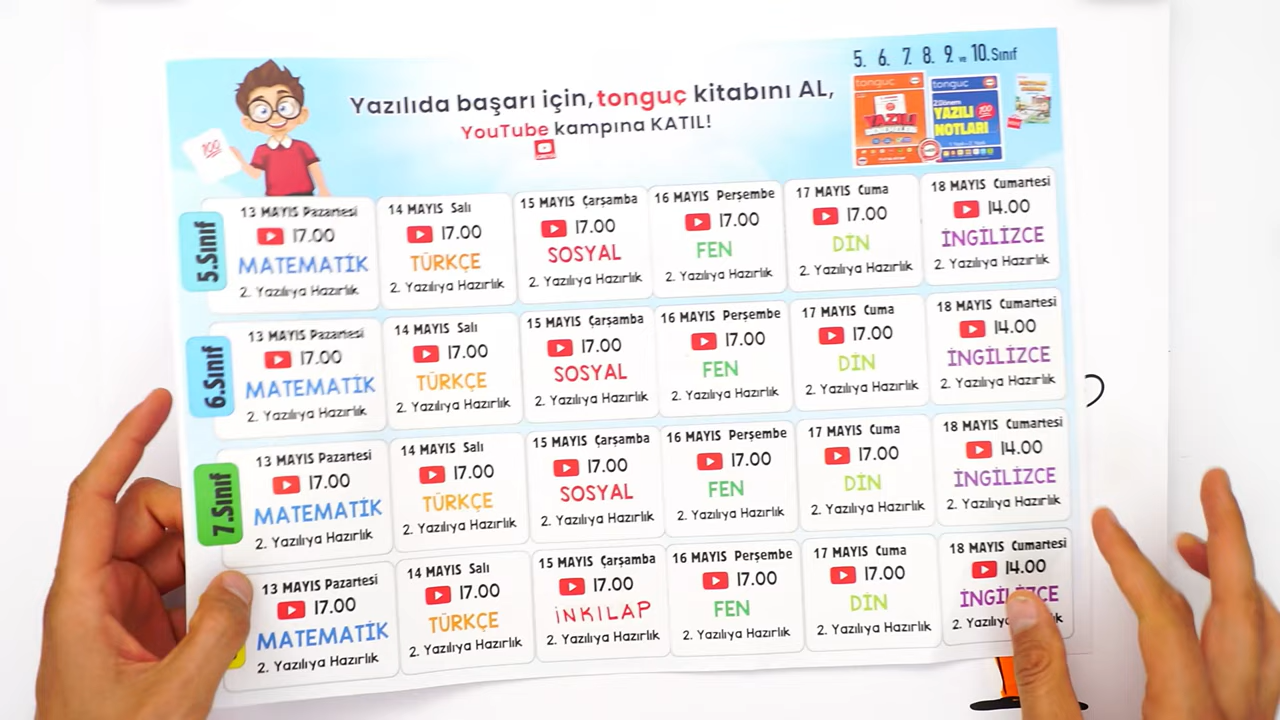 5. 6. 7. 8. 9. ve 10. Sınıf
Yazılıda başarı için, tonguç kitabını AL,
YouTube kampına KATIL!
100
tonguç
YAZILI
DENEMELERİ
tonguç
2.Dönem
YAZILI
NOTLARI
100
5.Sınıf
13 MAYIS Pazartesi
17.00
MATEMATİK
2. Yazılıya Hazırlık
14 MAYIS Salı
17.00
TÜRKÇE
2. Yazılıya Hazırlık
15 MAYIS Çarşamba
17.00
SOSYAL
2. Yazılıya Hazırlık
16 MAYIS Perşembe
17.00
FEN
2. Yazılıya Hazırlık
17 MAYIS Cuma
17.00
DİN
2. Yazılıya Hazırlık
18 MAYIS Cumartesi
14.00
İNGİLİZCE
2. Yazılıya Hazırlık
6.Sınıf
13 MAYIS Pazartesi
17.00
MATEMATİK
2. Yazılıya Hazırlık
14 MAYIS Salı
17.00
TÜRKÇE
2. Yazılıya Hazırlık
15 MAYIS Çarşamba
17.00
SOSYAL
2. Yazılıya Hazırlık
16 MAYIS Perşembe
17.00
FEN
2. Yazılıya Hazırlık
17 MAYIS Cuma
17.00
DİN
2. Yazılıya Hazırlık
18 MAYIS Cumartesi
14.00
İNGİLİZCE
2. Yazılıya Hazırlık
7.Sınıf
13 MAYIS Pazartesi
17.00
MATEMATİK
2. Yazılıya Hazırlık
14 MAYIS Salı
17.00
TÜRKÇE
2. Yazılıya Hazırlık
15 MAYIS Çarşamba
17.00
SOSYAL
2. Yazılıya Hazırlık
16 MAYIS Perşembe
17.00
FEN
2. Yazılıya Hazırlık
17 MAYIS Cuma
17.00
DİN
2. Yazılıya Hazırlık
18 MAYIS Cumartesi
14.00
İNGİLİZCE
2. Yazılıya Hazırlık
13 MAYIS Pazartesi
17.00
MATEMATİK
2. Yazılıya Hazırlık
14 MAYIS Salı
17.00
TÜRKÇE
2. Yazılıya Hazırlık
15 MAYIS Çarşamba
17.00
İNKILAP
2. Yazılıya Hazırlık
16 MAYIS Perşembe
17.00
FEN
2. Yazılıya Hazırlık
17 MAYIS Cuma
17.00
DİN
2. Yazılıya Hazırlık
18 MAYIS Cumartesi
14.00
2.